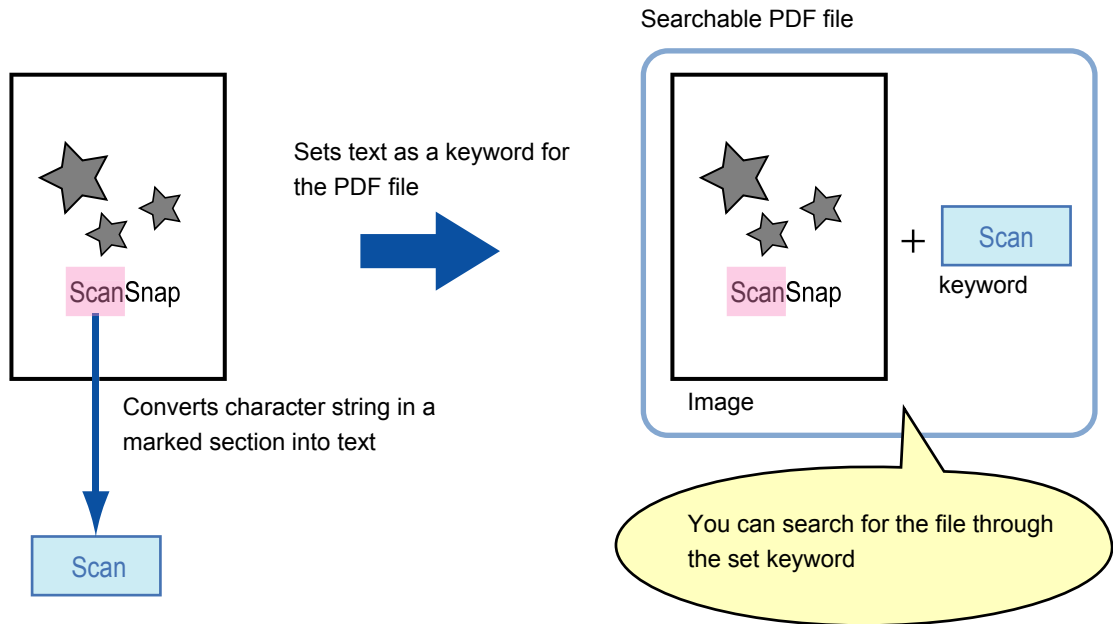 Searchable PDF file
Sets text as a keyword for
the PDF file
ScanSnap
Converts character string in a
marked section into text
Scan
ScanSnap
+
Scan
keyword
Image
You can search for the file through
the set keyword